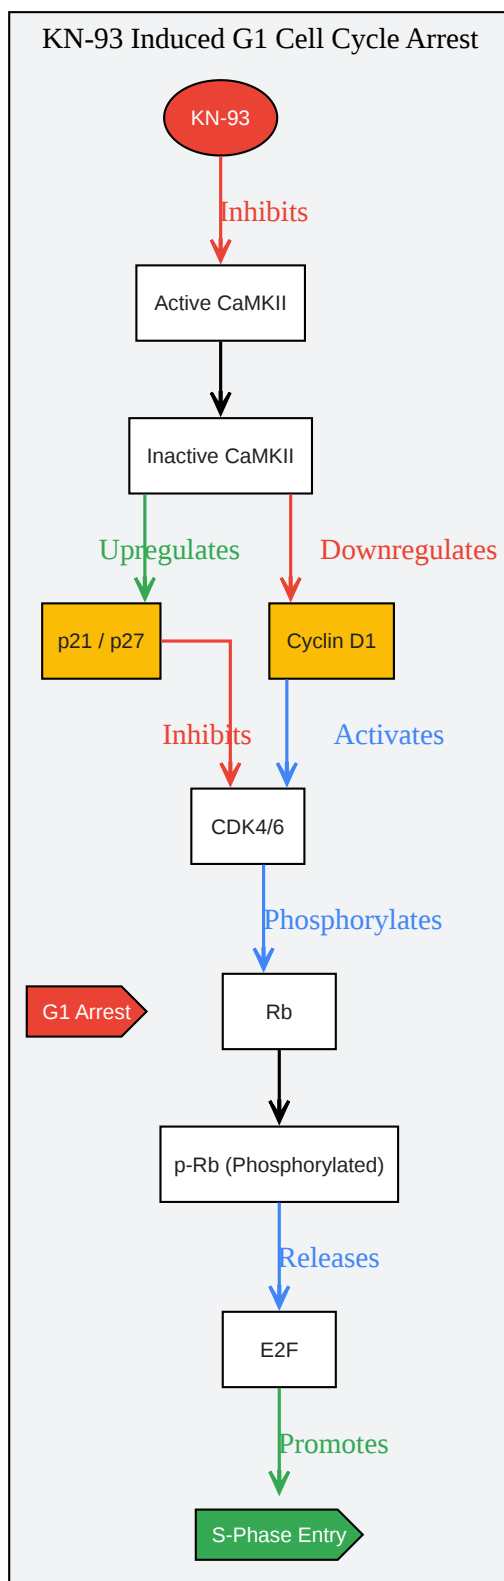 KN-93 Induced G1 Cell Cycle Arrest
KN-93
Inhibits
Active CaMKII
Inactive CaMKII
Upregulates
Downregulates
p21 / p27
Cyclin D1
Inhibits
Activates
CDK4/6
Phosphorylates
G1 Arrest
Rb
p-Rb (Phosphorylated)
Releases
E2F
Promotes
S-Phase Entry